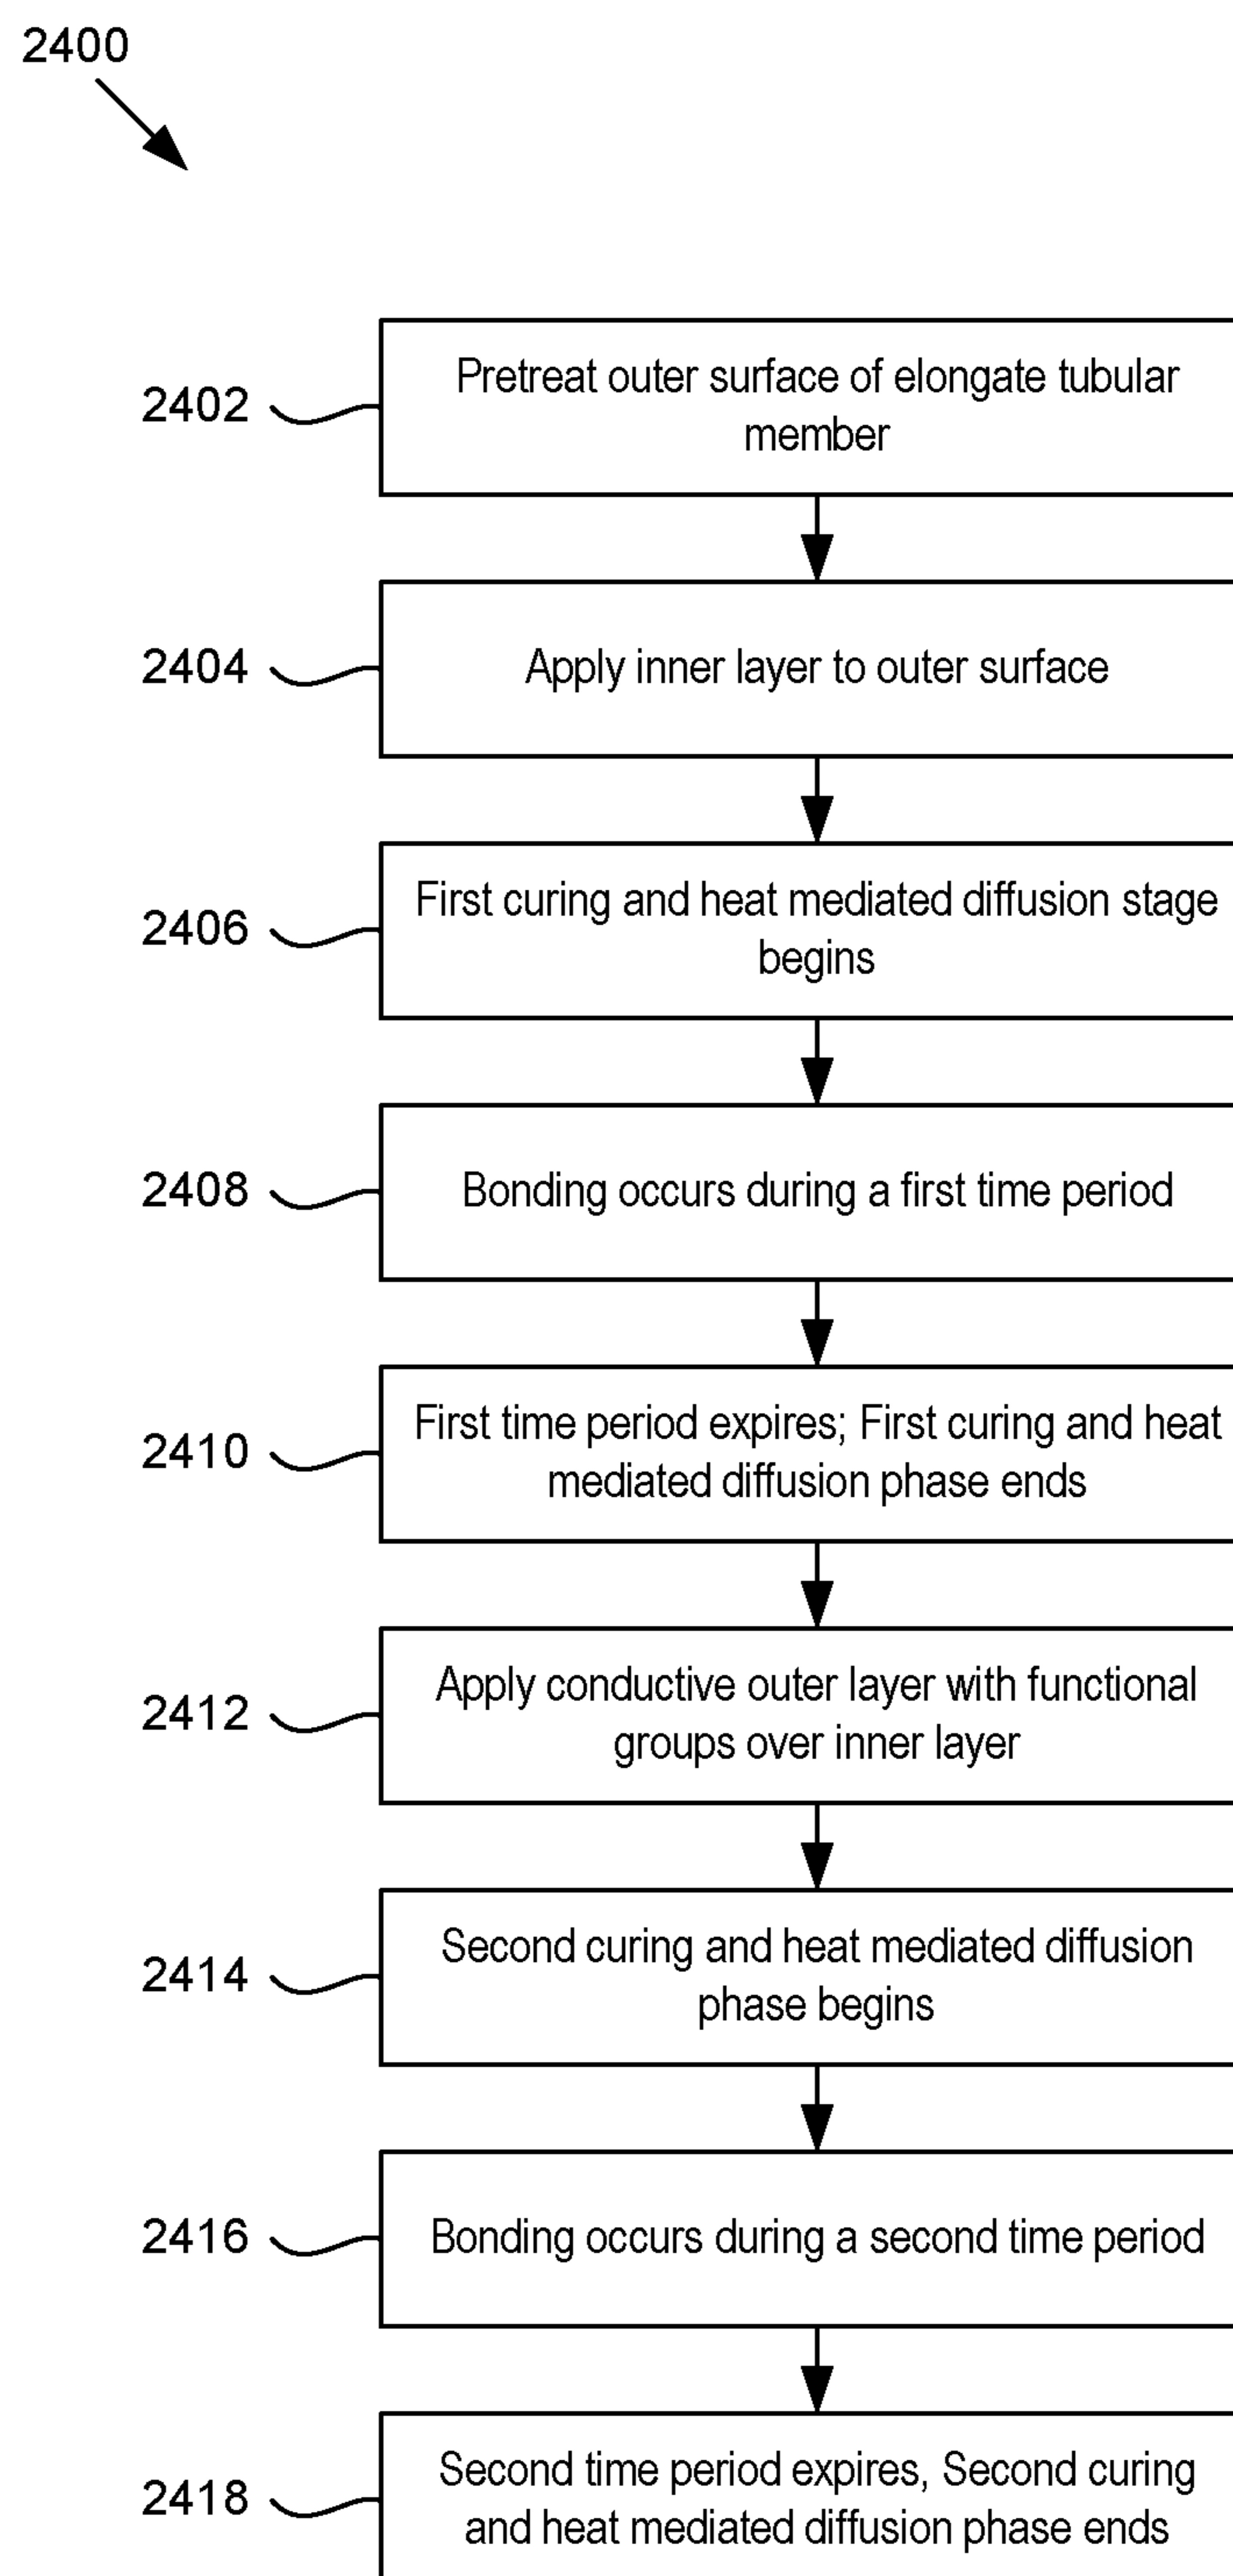 2400
2402
Pretreat outer surface of elongate tubular
member
2404
Apply inner layer to outer surface
2406
First curing and heat mediated diffusion stage
begins
2408
Bonding occurs during a first time period
2410
First time period expires; First curing and heat
mediated diffusion phase ends
2412
Apply conductive outer layer with functional
groups over inner layer
2414
Second curing and heat mediated diffusion
phase begins
2416
Bonding occurs during a second time period
2418
Second time period expires, Second curing
and heat mediated diffusion phase ends